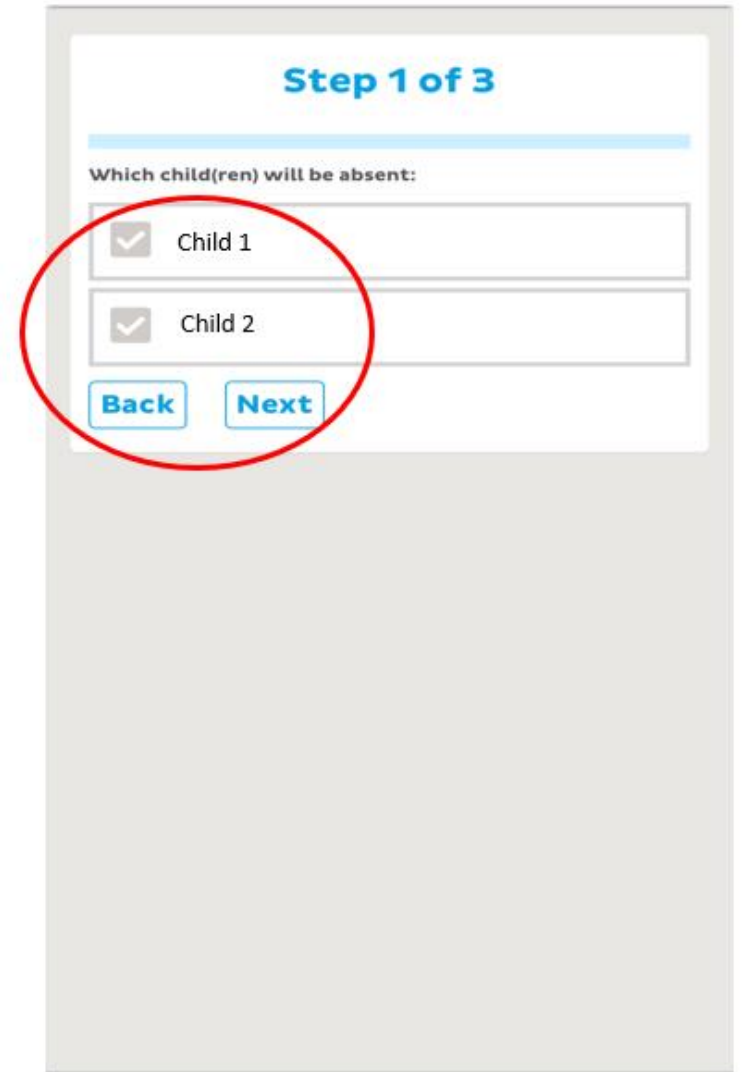 Step 1 of 3
Which child(ren) will be absent:
Child 1
Child 2
Back Next